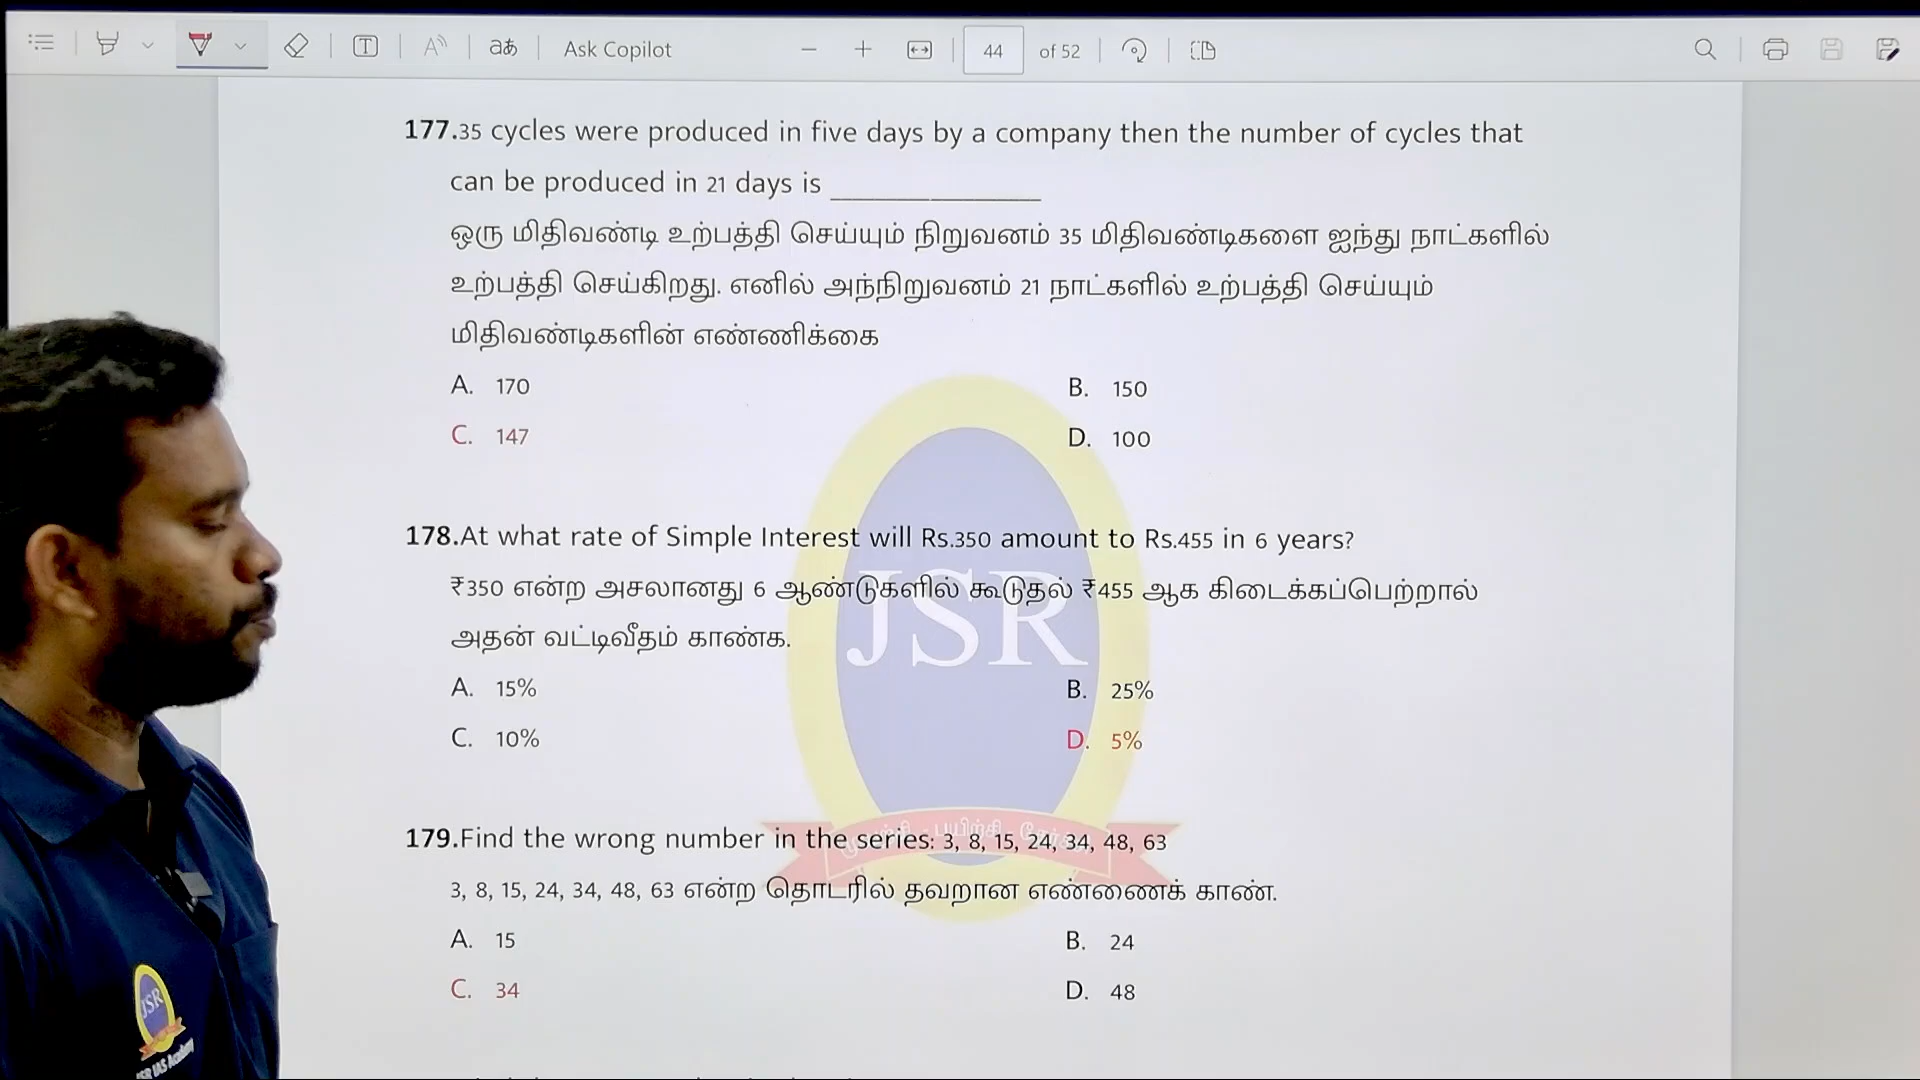 Ask Copilot
44 of 52
177.35 cycles were produced in five days by a company then the number of cycles that
can be produced in 21 days is ______________
ஒரு மிதிவண்டி உற்பத்தி செய்யும் நிறுவனம் 35 மிதிவண்டிகளை ஐந்து நாட்களில்
உற்பத்தி செய்கிறது. எனில் அந்நிறுவனம் 21 நாட்களில் உற்பத்தி செய்யும்
மிதிவண்டிகளின் எண்ணிக்கை
A. 170 B. 150
C. 147 D. 100
178.At what rate of Simple Interest will Rs.350 amount to Rs.455 in 6 years?
₹350 என்ற அசலானது 6 ஆண்டுகளில் கூடுதல் ₹455 ஆக கிடைக்கப்பெற்றால்
அதன் வட்டிவீதம் காண்க.
JSR
A. 15% B. 25%
C. 10% D. 5%
179.Find the wrong number in the series: 3, 8, 15, 24, 34, 48, 63
3, 8, 15, 24, 34, 48, 63 என்ற தொடரில் தவறான எண்ணைக் காண்.
A. 15 B. 24
C. 34 D. 48
JSR
JSR IAS Academy